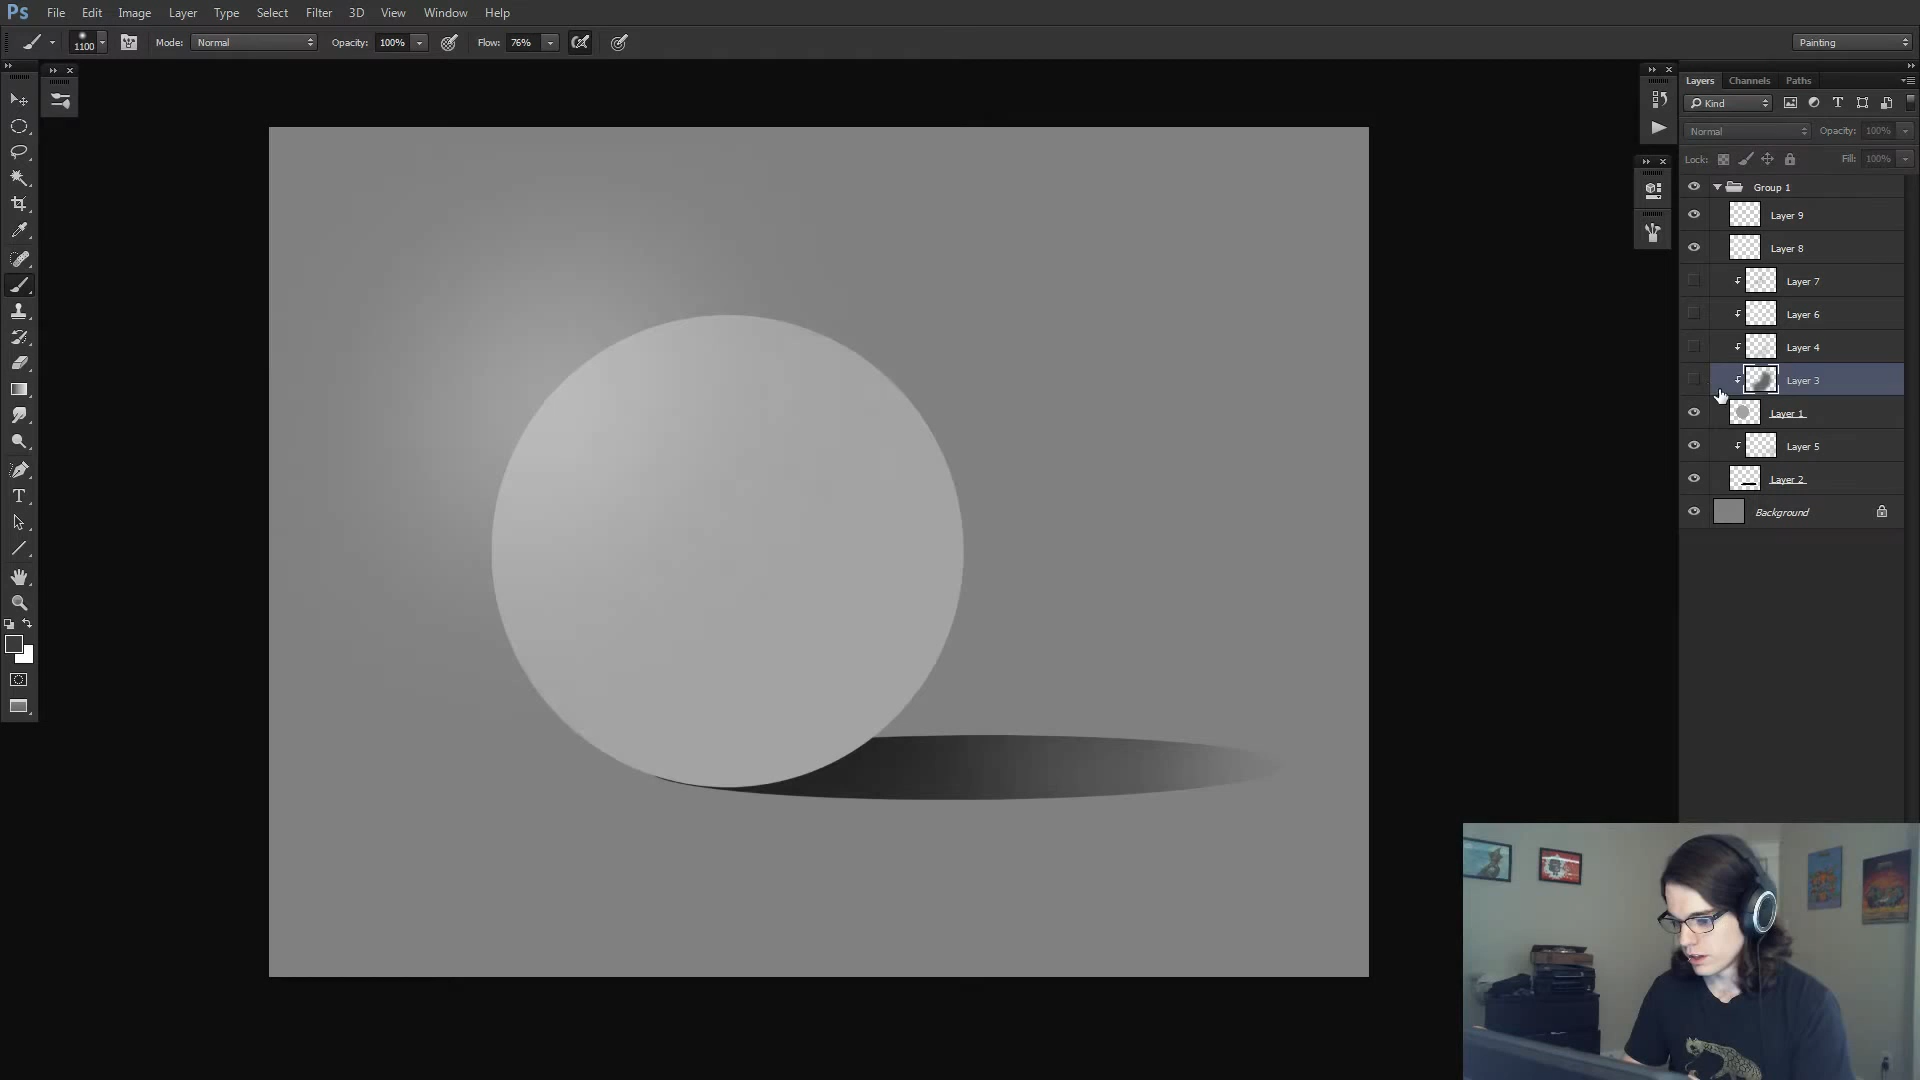 Ps File Edit Image Layer Type Select Filter 3D View Window Help
1100 Mode: Normal Opacity: 100% Flow: 76% Painting
Layers Channels Paths
Kind T
Normal Opacity: 100%
Lock: Fill: 100%
Group 1
Layer 9
Layer 8
Layer 7
Layer 6
Layer 4
Layer 3
Layer 1
Layer 5
Layer 2
Background
T